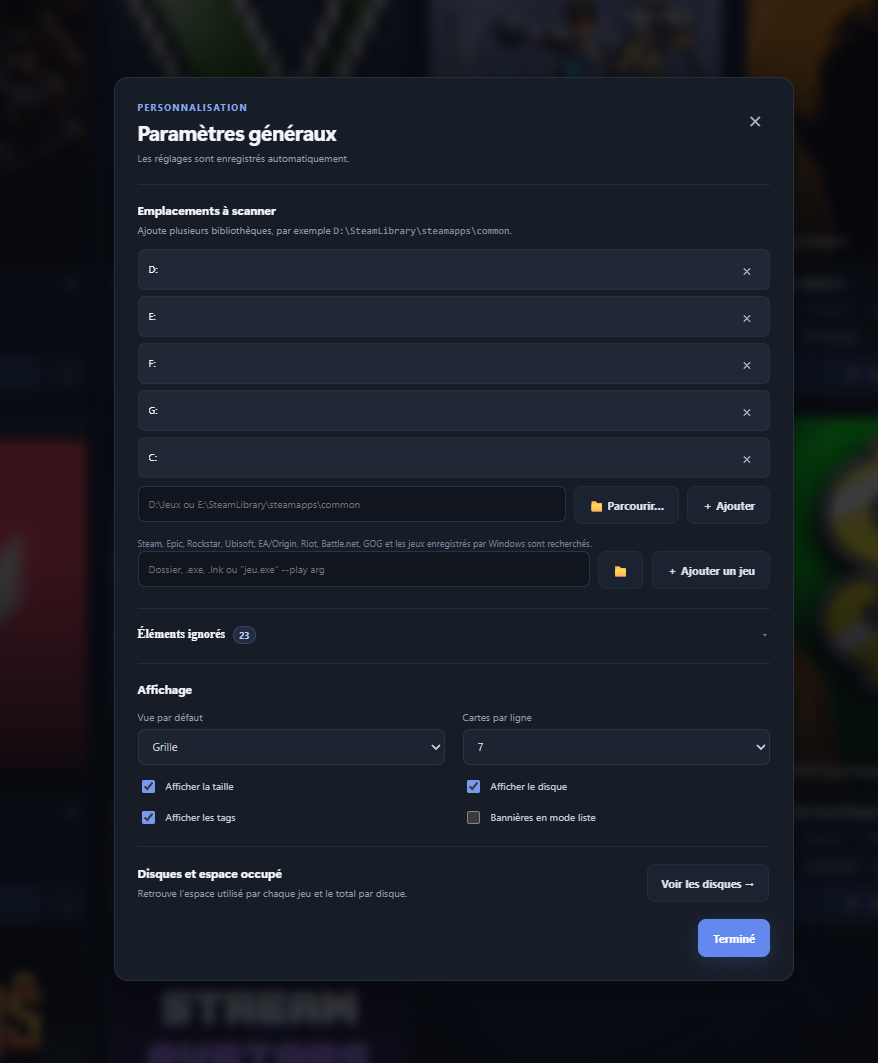 PERSONNALISATION
Paramètres généraux
Les réglages sont enregistrés automatiquement.
Emplacements à scanner
Ajoute plusieurs bibliothèques, par exemple D:\SteamLibrary\steamapps\common.
D:
E:
F:
G:
C:
D:\Jeux ou E:\SteamLibrary\steamapps\common
Parcourir...
+ Ajouter
Steam, Epic, Rockstar, Ubisoft, EA/Origin, Riot, Battle.net, GOG et les jeux enregistrés par Windows sont recherchés.
Dossier, .exe, .lnk ou "jeu.exe" --play arg
+ Ajouter un jeu
Éléments ignorés 23
Affichage
Vue par défaut
Cartes par ligne
Grille
7
Afficher la taille
Afficher le disque
Afficher les tags
Bannières en mode liste
Disques et espace occupé
Retrouve l'espace utilisé par chaque jeu et le total par disque.
Voir les disques →
Terminé
STREAM
AVATARS